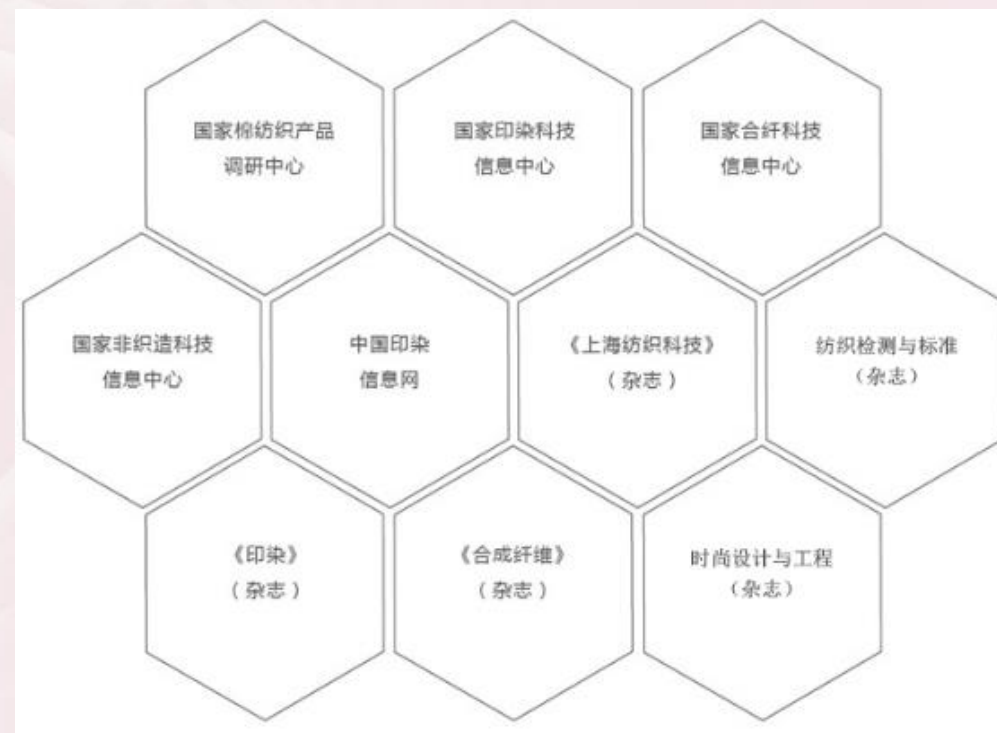 国家棉纺织产品
调研中心
国家印染科技
信息中心
国家合纤科技
信息中心
国家非织造科技
信息中心
中国印染
信息网
《上海纺织科技》
（杂志）
纺织检测与标准
（杂志）
《印染》
（杂志）
《合成纤维》
（杂志）
时尚设计与工程
（杂志）